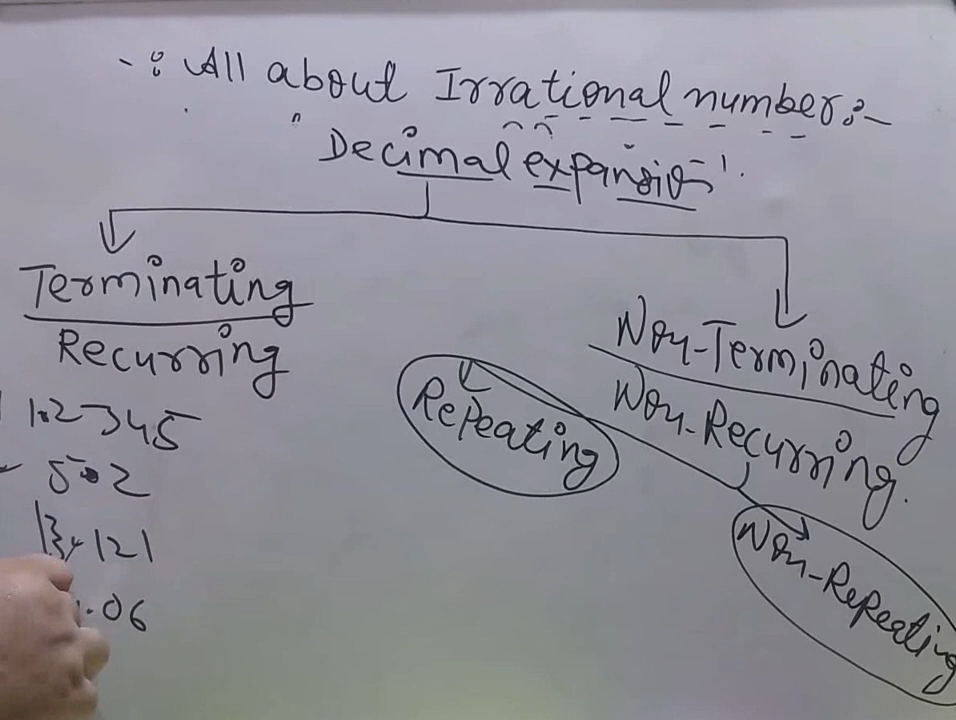 -: All about Irrational number:-
"Decimal expansion".
Terminating
Recurring
1.2345
5.2
13.121
.06
Non-Terminating
Non-Recurring.
Repeating
Non-Repeating